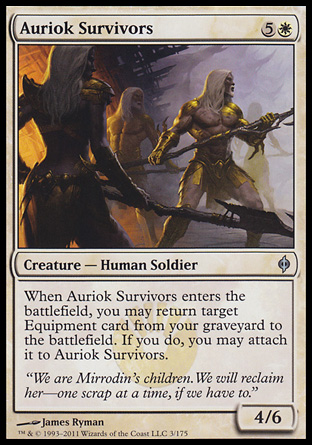 Auriok Survivors 5
Creature — Human Soldier
When Auriok Survivors enters the
battlefield, you may return target
Equipment card from your graveyard to
the battlefield. If you do, you may attach
it to Auriok Survivors.
“We are Mirrodin’s children. We will reclaim
her—one scrap at a time, if we have to.”
James Ryman
™ & © 1993–2011 Wizards of the Coast LLC 3/175
4/6